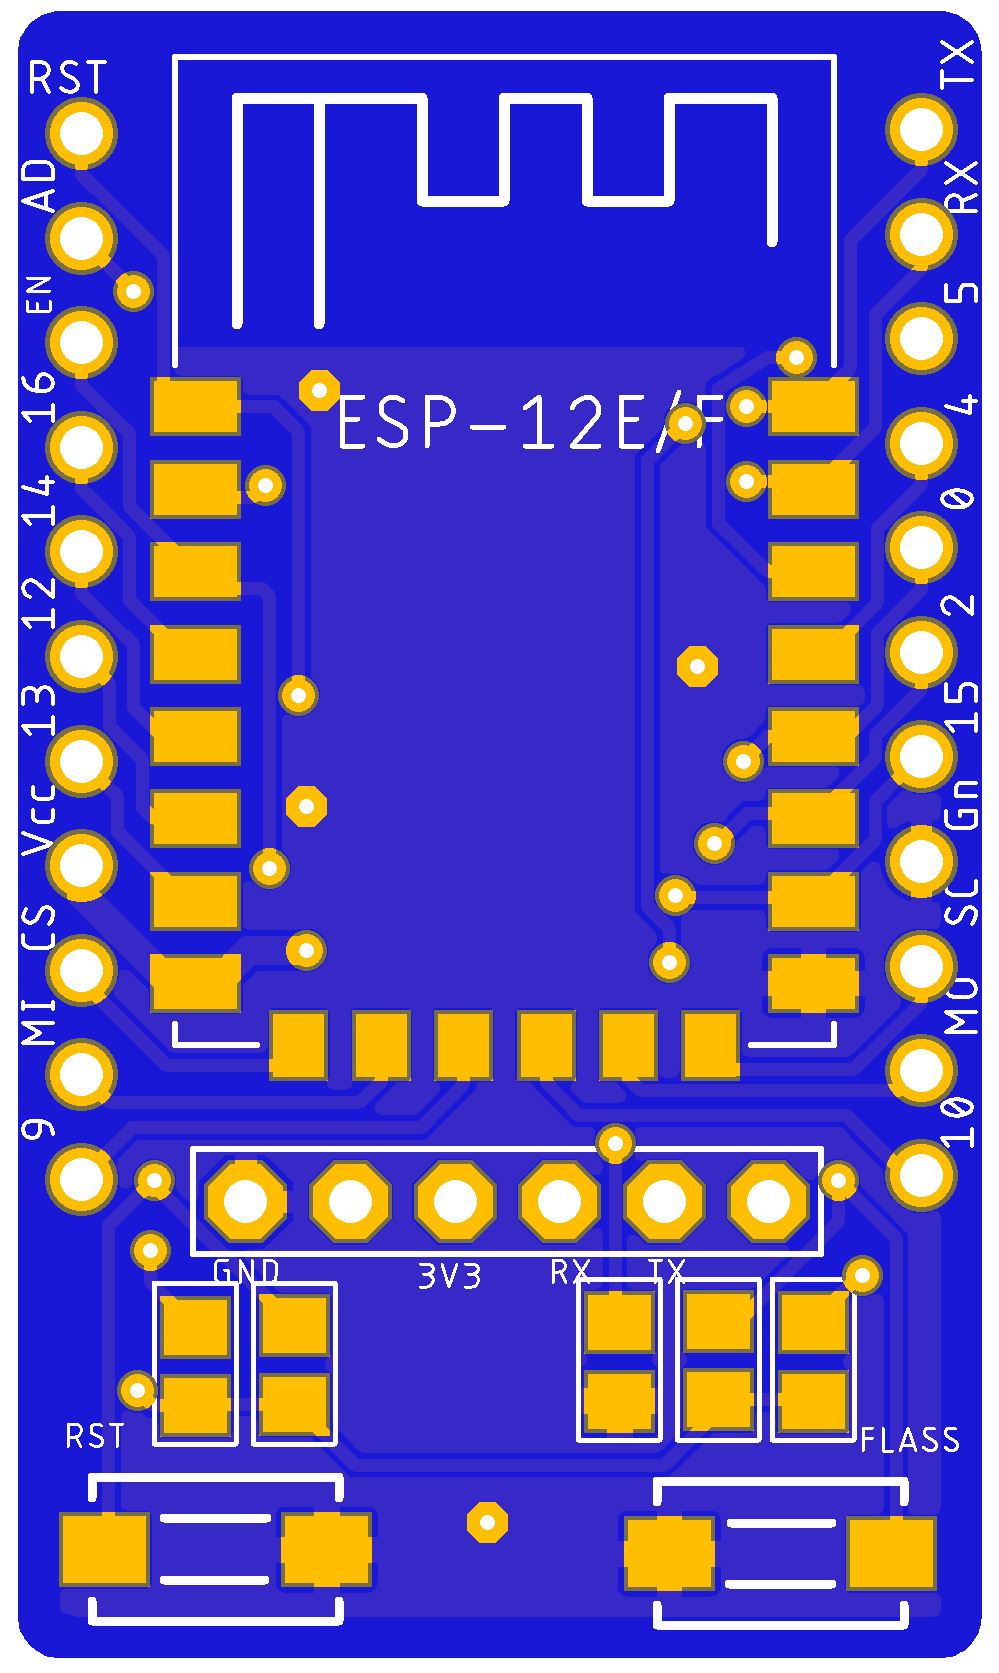 RST
AD
EN
16
14
12
13
Vcc
CS
MI
9
TX
RX
5
4
0
2
15
Gn
SC
MO
10
ESP-12E/F
GND 3V3 RX TX
RST
FLASS